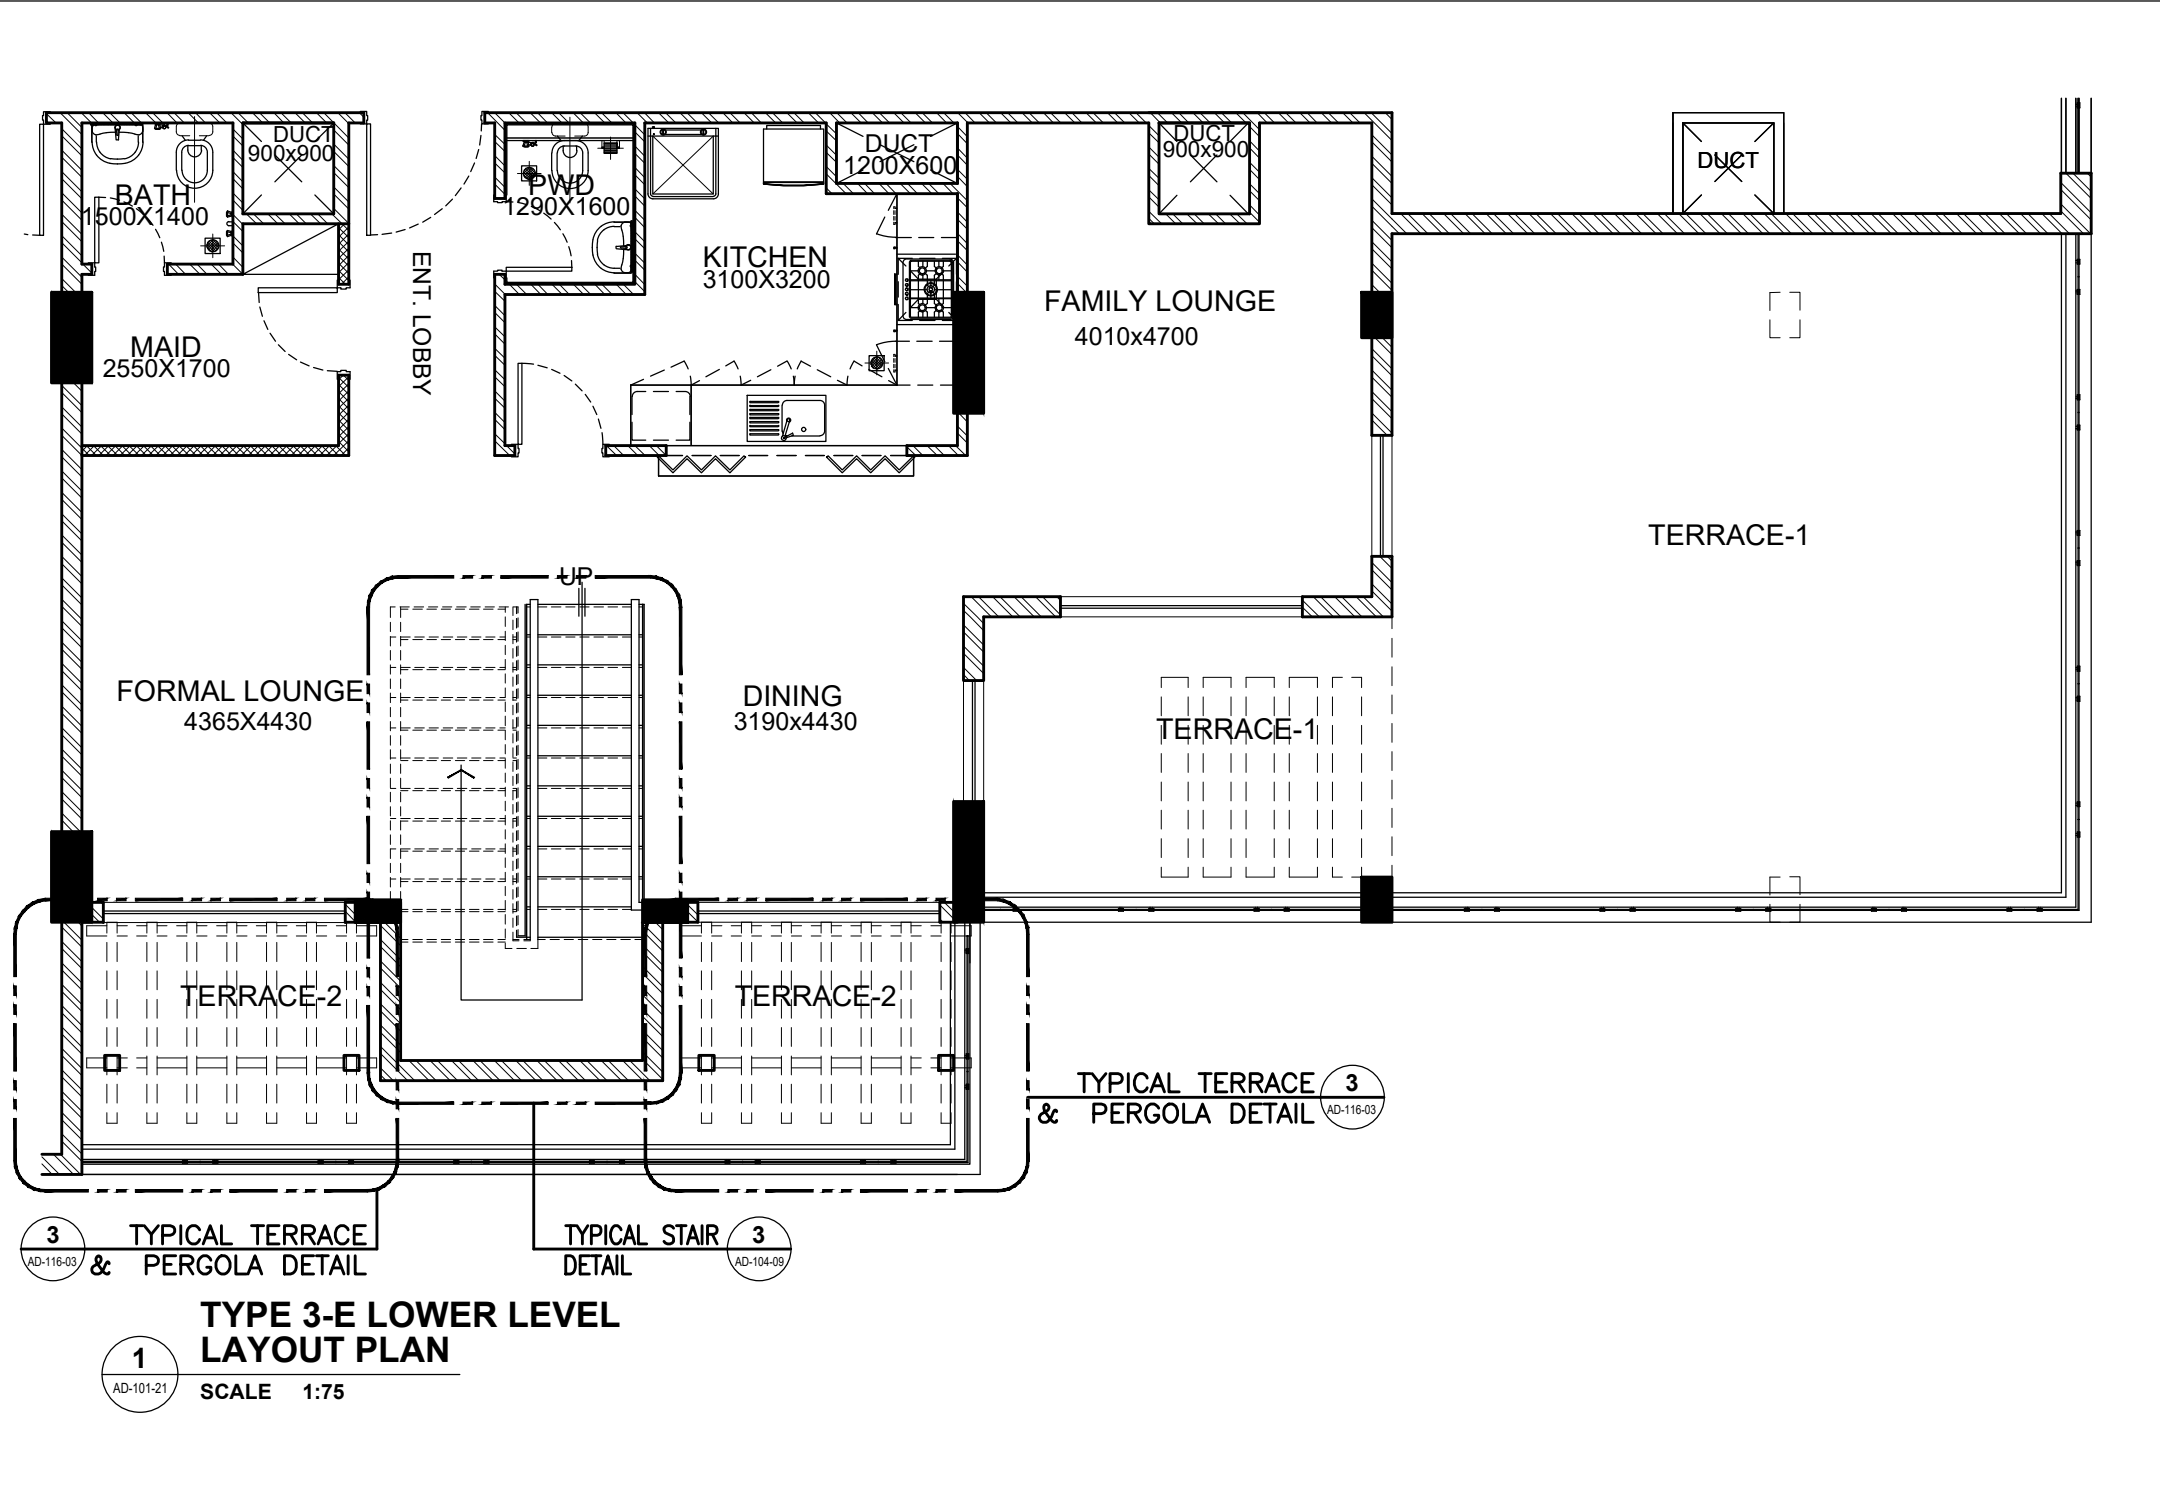 DUCT
900x900
DUCT
1200X600
DUCT
900x900
DUCT
BATH
1500X1400
PWD
1290X1600
KITCHEN
3100X3200
ENT. LOBBY
FAMILY LOUNGE
4010x4700
MAID
2550X1700
TERRACE-1
UP
FORMAL LOUNGE
4365X4430
DINING
3190x4430
TERRACE-1
TERRACE-2
TERRACE-2
TYPICAL TERRACE
& PERGOLA DETAIL
3
AD-116-03
3
AD-116-03
TYPICAL TERRACE
& PERGOLA DETAIL
TYPICAL STAIR
DETAIL
3
AD-104-09
TYPE 3-E LOWER LEVEL
LAYOUT PLAN
1
AD-101-21
SCALE 1:75